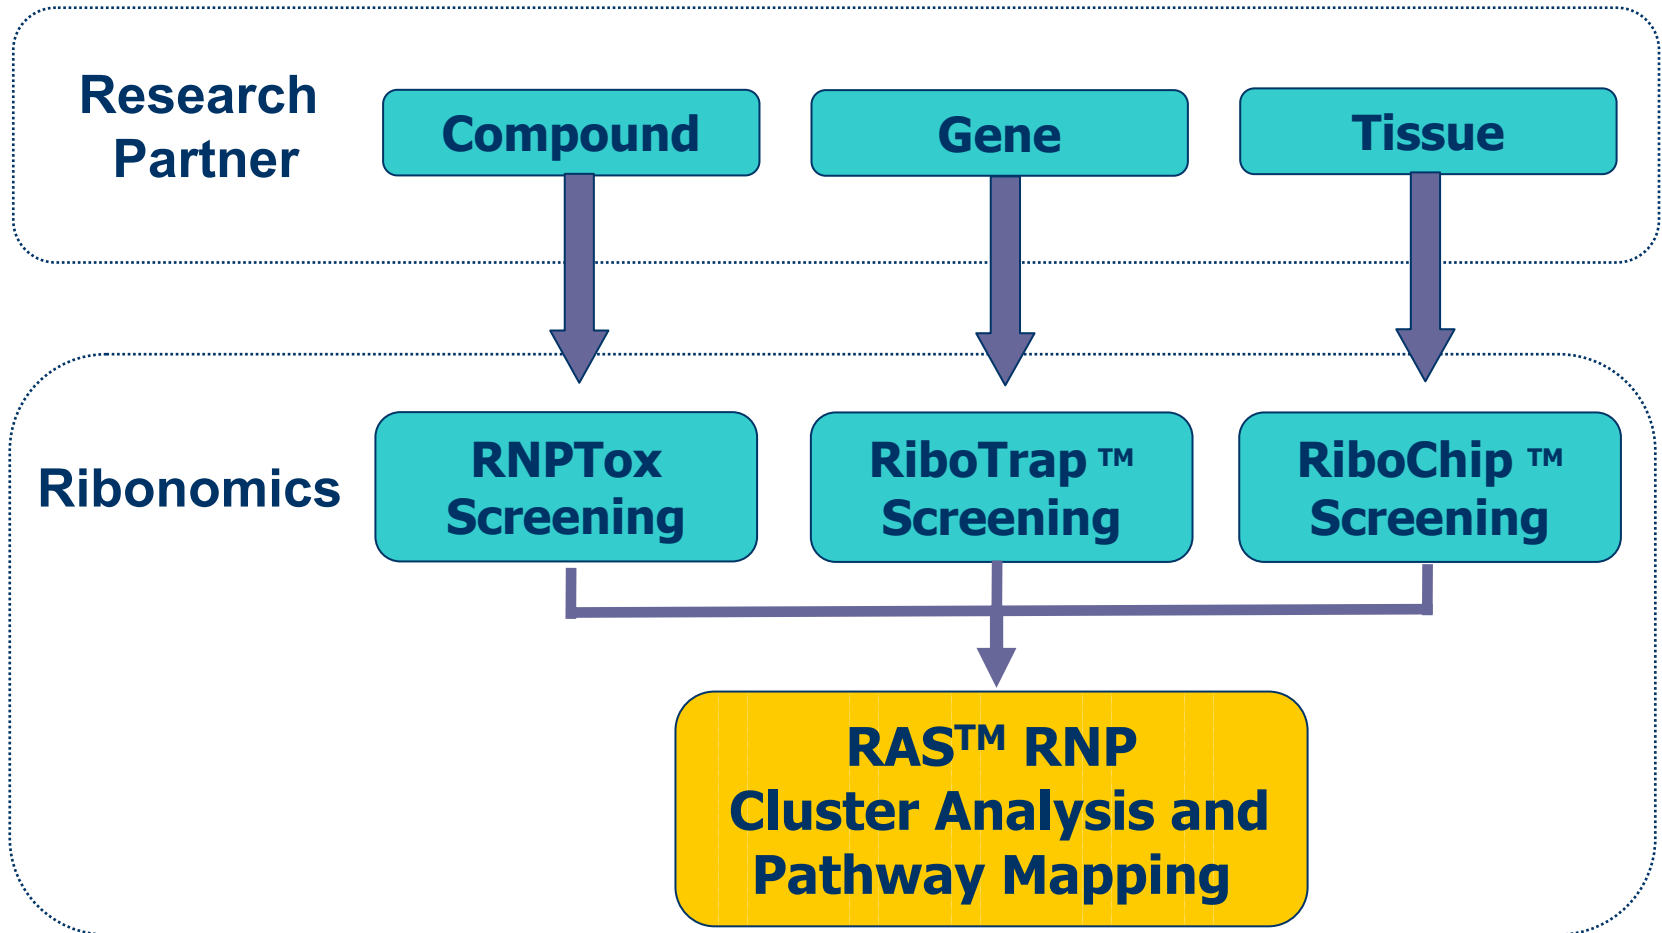 Research
Partner
Compound
Gene
Tissue
Ribonomics
RNPTox
Screening
RiboTrap ™
Screening
RiboChip ™
Screening
RAS™ RNP
Cluster Analysis and
Pathway Mapping